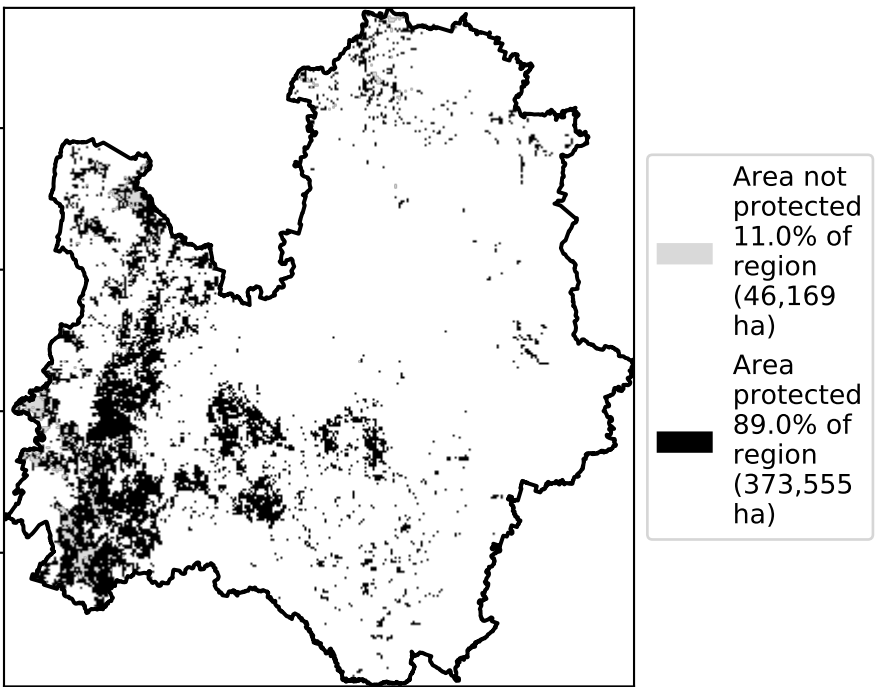 Area not
protected
11.0% of
region
(46,169
ha)
Area
protected
89.0% of
region
(373,555
ha)